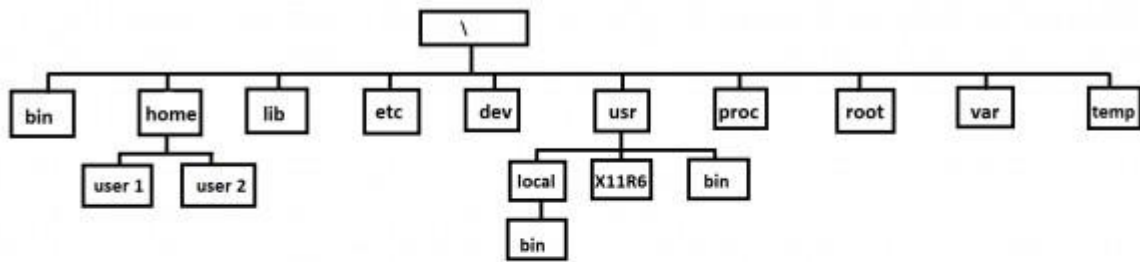 \
bin home lib etc dev usr proc root var temp
user 1 user 2 local X11R6 bin
bin